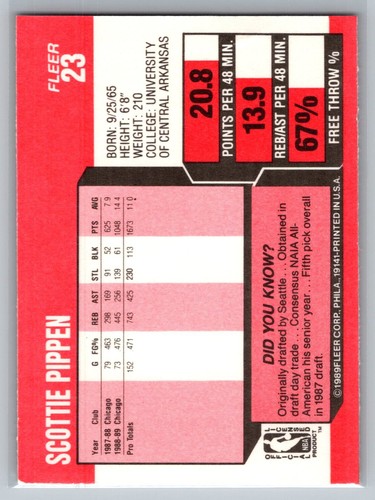 FLEER
23
SCOTTIE PIPPEN
BORN: 9/25/65
HEIGHT: 6'8"
WEIGHT: 210
COLLEGE: UNIVERSITY
OF CENTRAL ARKANSAS
20.8
POINTS PER 48 MIN.
13.9
REB/AST PER 48 MIN.
67%
FREE THROW %
Year Club G FG% REB AST STL BLK PTS AVG
1987-88 Chicago 79 463 298 169 91 52 625 7.9
1988-89 Chicago 73 476 445 256 139 61 1048 14.4
Pro Totals 152 471 743 425 230 113 1673 11.0
DID YOU KNOW?
Originally drafted by Seattle . . . Obtained in
draft day trade . . . Consensus NAIA All-
American his senior year . . . Fifth pick overall
in 1987 draft.
OFFICIAL
LICENSED
NBA
PRODUCT™
©1989FLEER CORP., PHILA., 19141-PRINTED IN U.S.A.